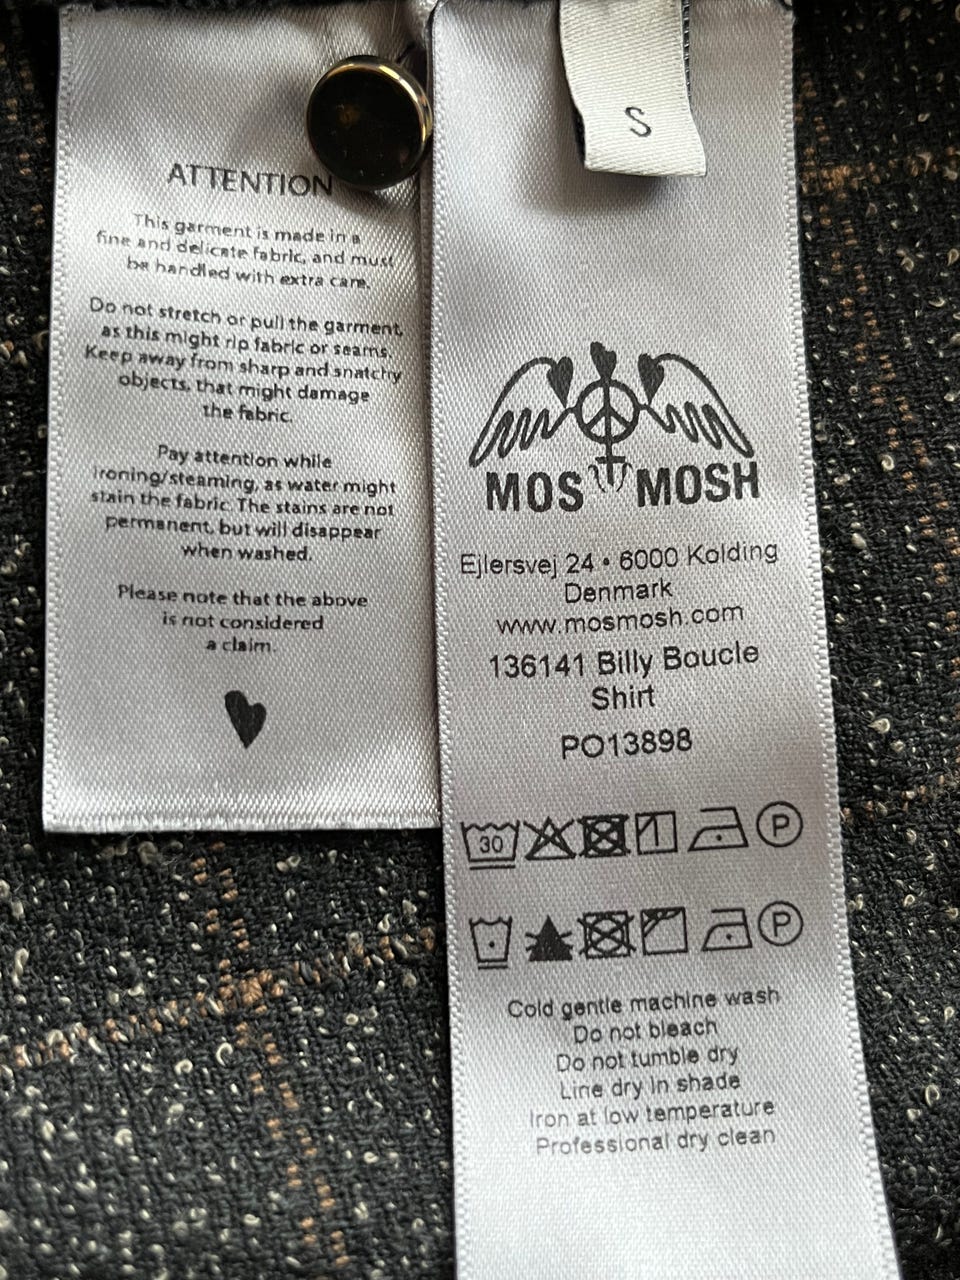 ATTENTION
This garment is made in a
fine and delicate fabric, and must
be handled with extra care.
Do not stretch or pull the garment,
as this might rip fabric or seams.
Keep away from sharp and snatchy
objects, that might damage
the fabric.
Pay attention while
ironing/steaming, as water might
stain the fabric. The stains are not
permanent, but will disappear
when washed.
Please note that the above
is not considered
a claim.
S
MOS MOSH
Ejlersvej 24 • 6000 Kolding
Denmark
www.mosmosh.com
136141 Billy Boucle
Shirt
PO13898
30 P
P
Cold gentle machine wash
Do not bleach
Do not tumble dry
Line dry in shade
Iron at low temperature
Professional dry clean